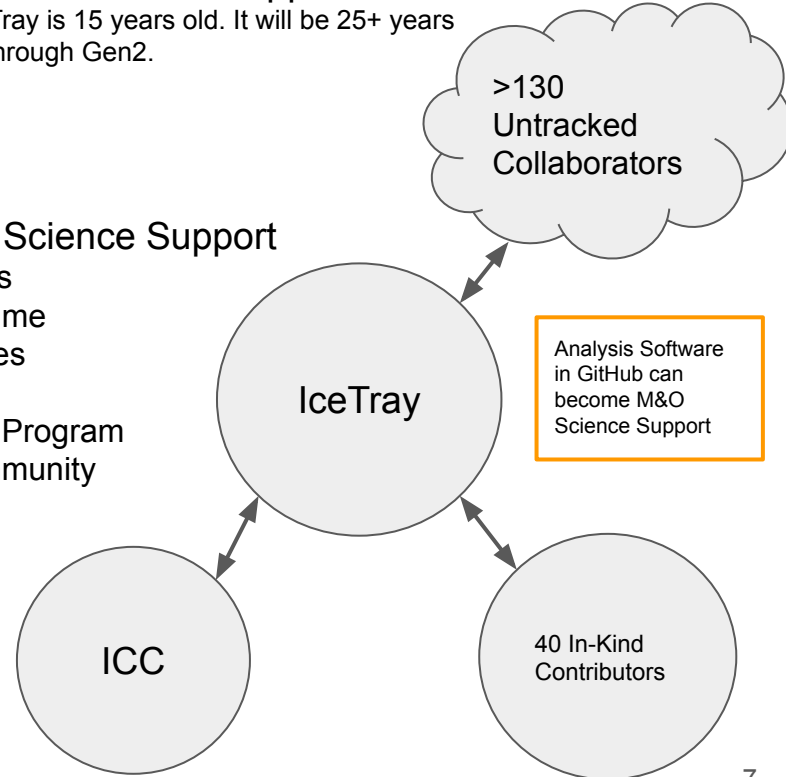 Tray is 15 years old. It will be 25+ years
hrough Gen2.
>130
Untracked
Collaborators
Science Support
s
me
es
Program
munity
IceTray
Analysis Software
in GitHub can
become M&O
Science Support
ICC
40 In-Kind
Contributors
7